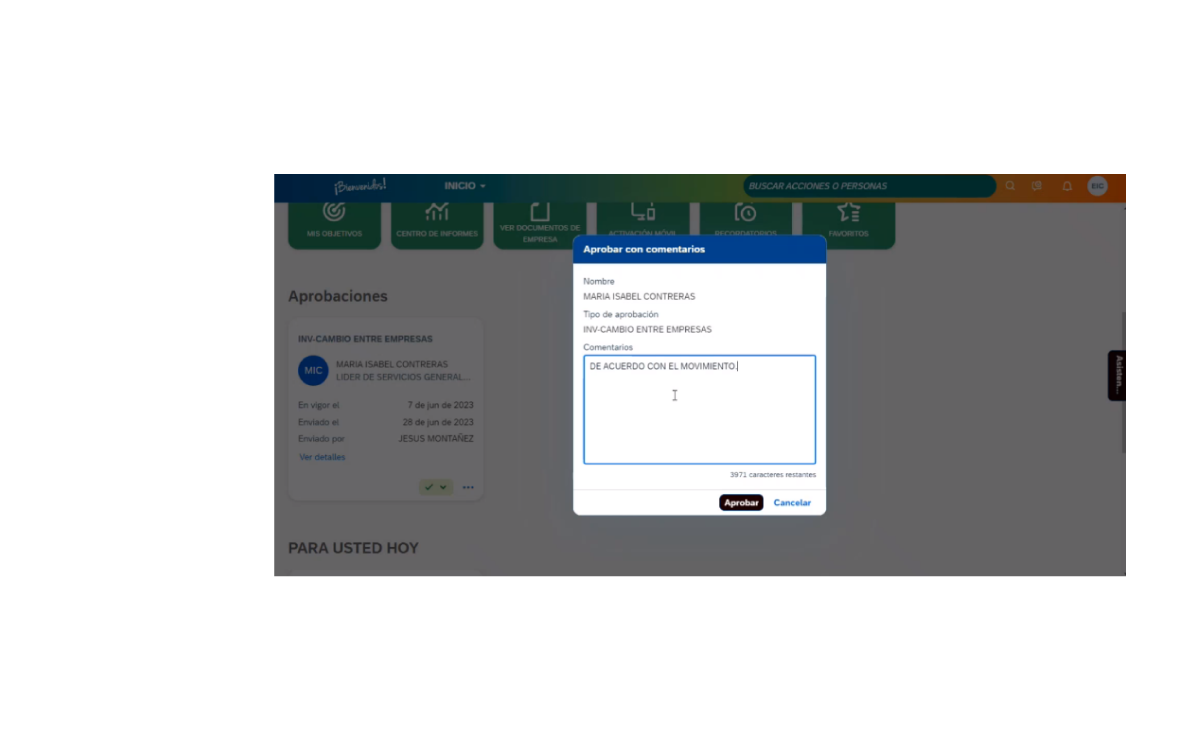 ¡Bienvenidos!
INICIO
BUSCAR ACCIONES O PERSONAS
EIC
MIS OBJETIVOS
CENTRO DE INFORMES
VER DOCUMENTOS DE
EMPRESA
ACTIVACIÓN MÓVIL
RECORDATORIOS
FAVORITOS
Aprobaciones
INV-CAMBIO ENTRE EMPRESAS
MIC
MARIA ISABEL CONTRERAS
LIDER DE SERVICIOS GENERAL...
En vigor el: 7 de jun de 2023
Enviado el: 28 de jun de 2023
Enviado por: JESUS MONTAÑEZ
Ver detalles
PARA USTED HOY
Aprobar con comentarios
Nombre
MARIA ISABEL CONTRERAS
Tipo de aprobación
INV-CAMBIO ENTRE EMPRESAS
Comentarios
DE ACUERDO CON EL MOVIMIENTO.
3971 caracteres restantes
Aprobar Cancelar
Asisten...